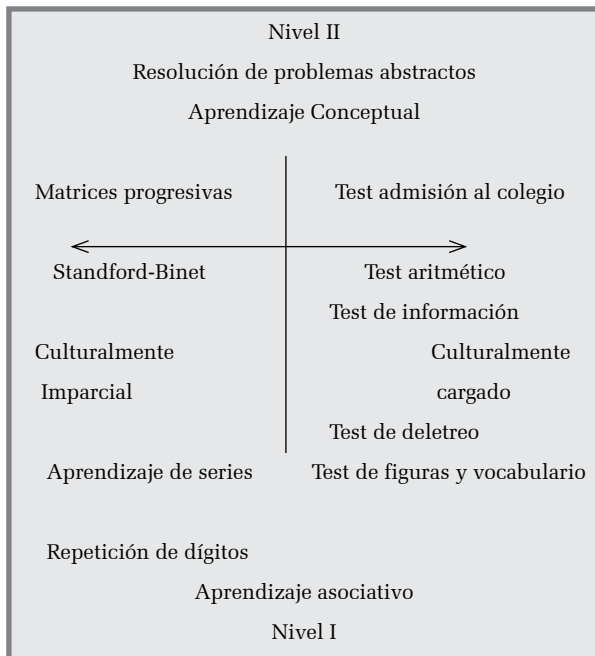 Nivel II
Resolución de problemas abstractos
Aprendizaje Conceptual
Matrices progresivas Test admisión al colegio
Standford-Binet Test aritmético
Test de información
Culturalmente Culturalmente
Imparcial cargado
Test de deletreo
Aprendizaje de series Test de figuras y vocabulario
Repetición de dígitos
Aprendizaje asociativo
Nivel I